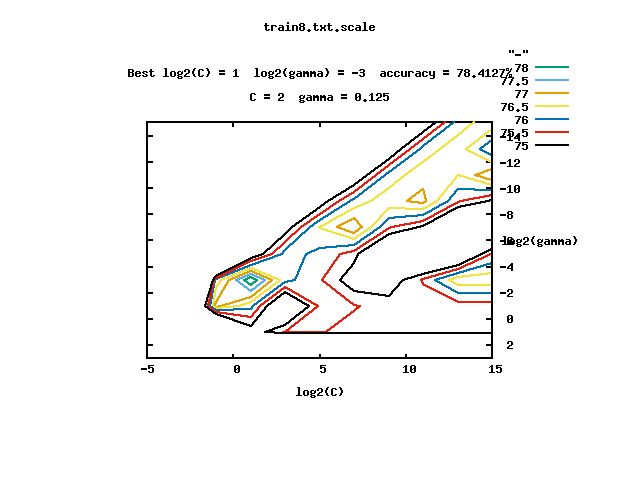 train8.txt.scale
"-"
Best log2(C) = 1 log2(gamma) = -3 accuracy = 78.4127%
C = 2 gamma = 0.125
78
77.5
77
76.5
76
75.5
75
-14
-12
-10
-8
-6
-4
-2
0
2
log2(gamma)
-5 0 5 10 15
log2(C)